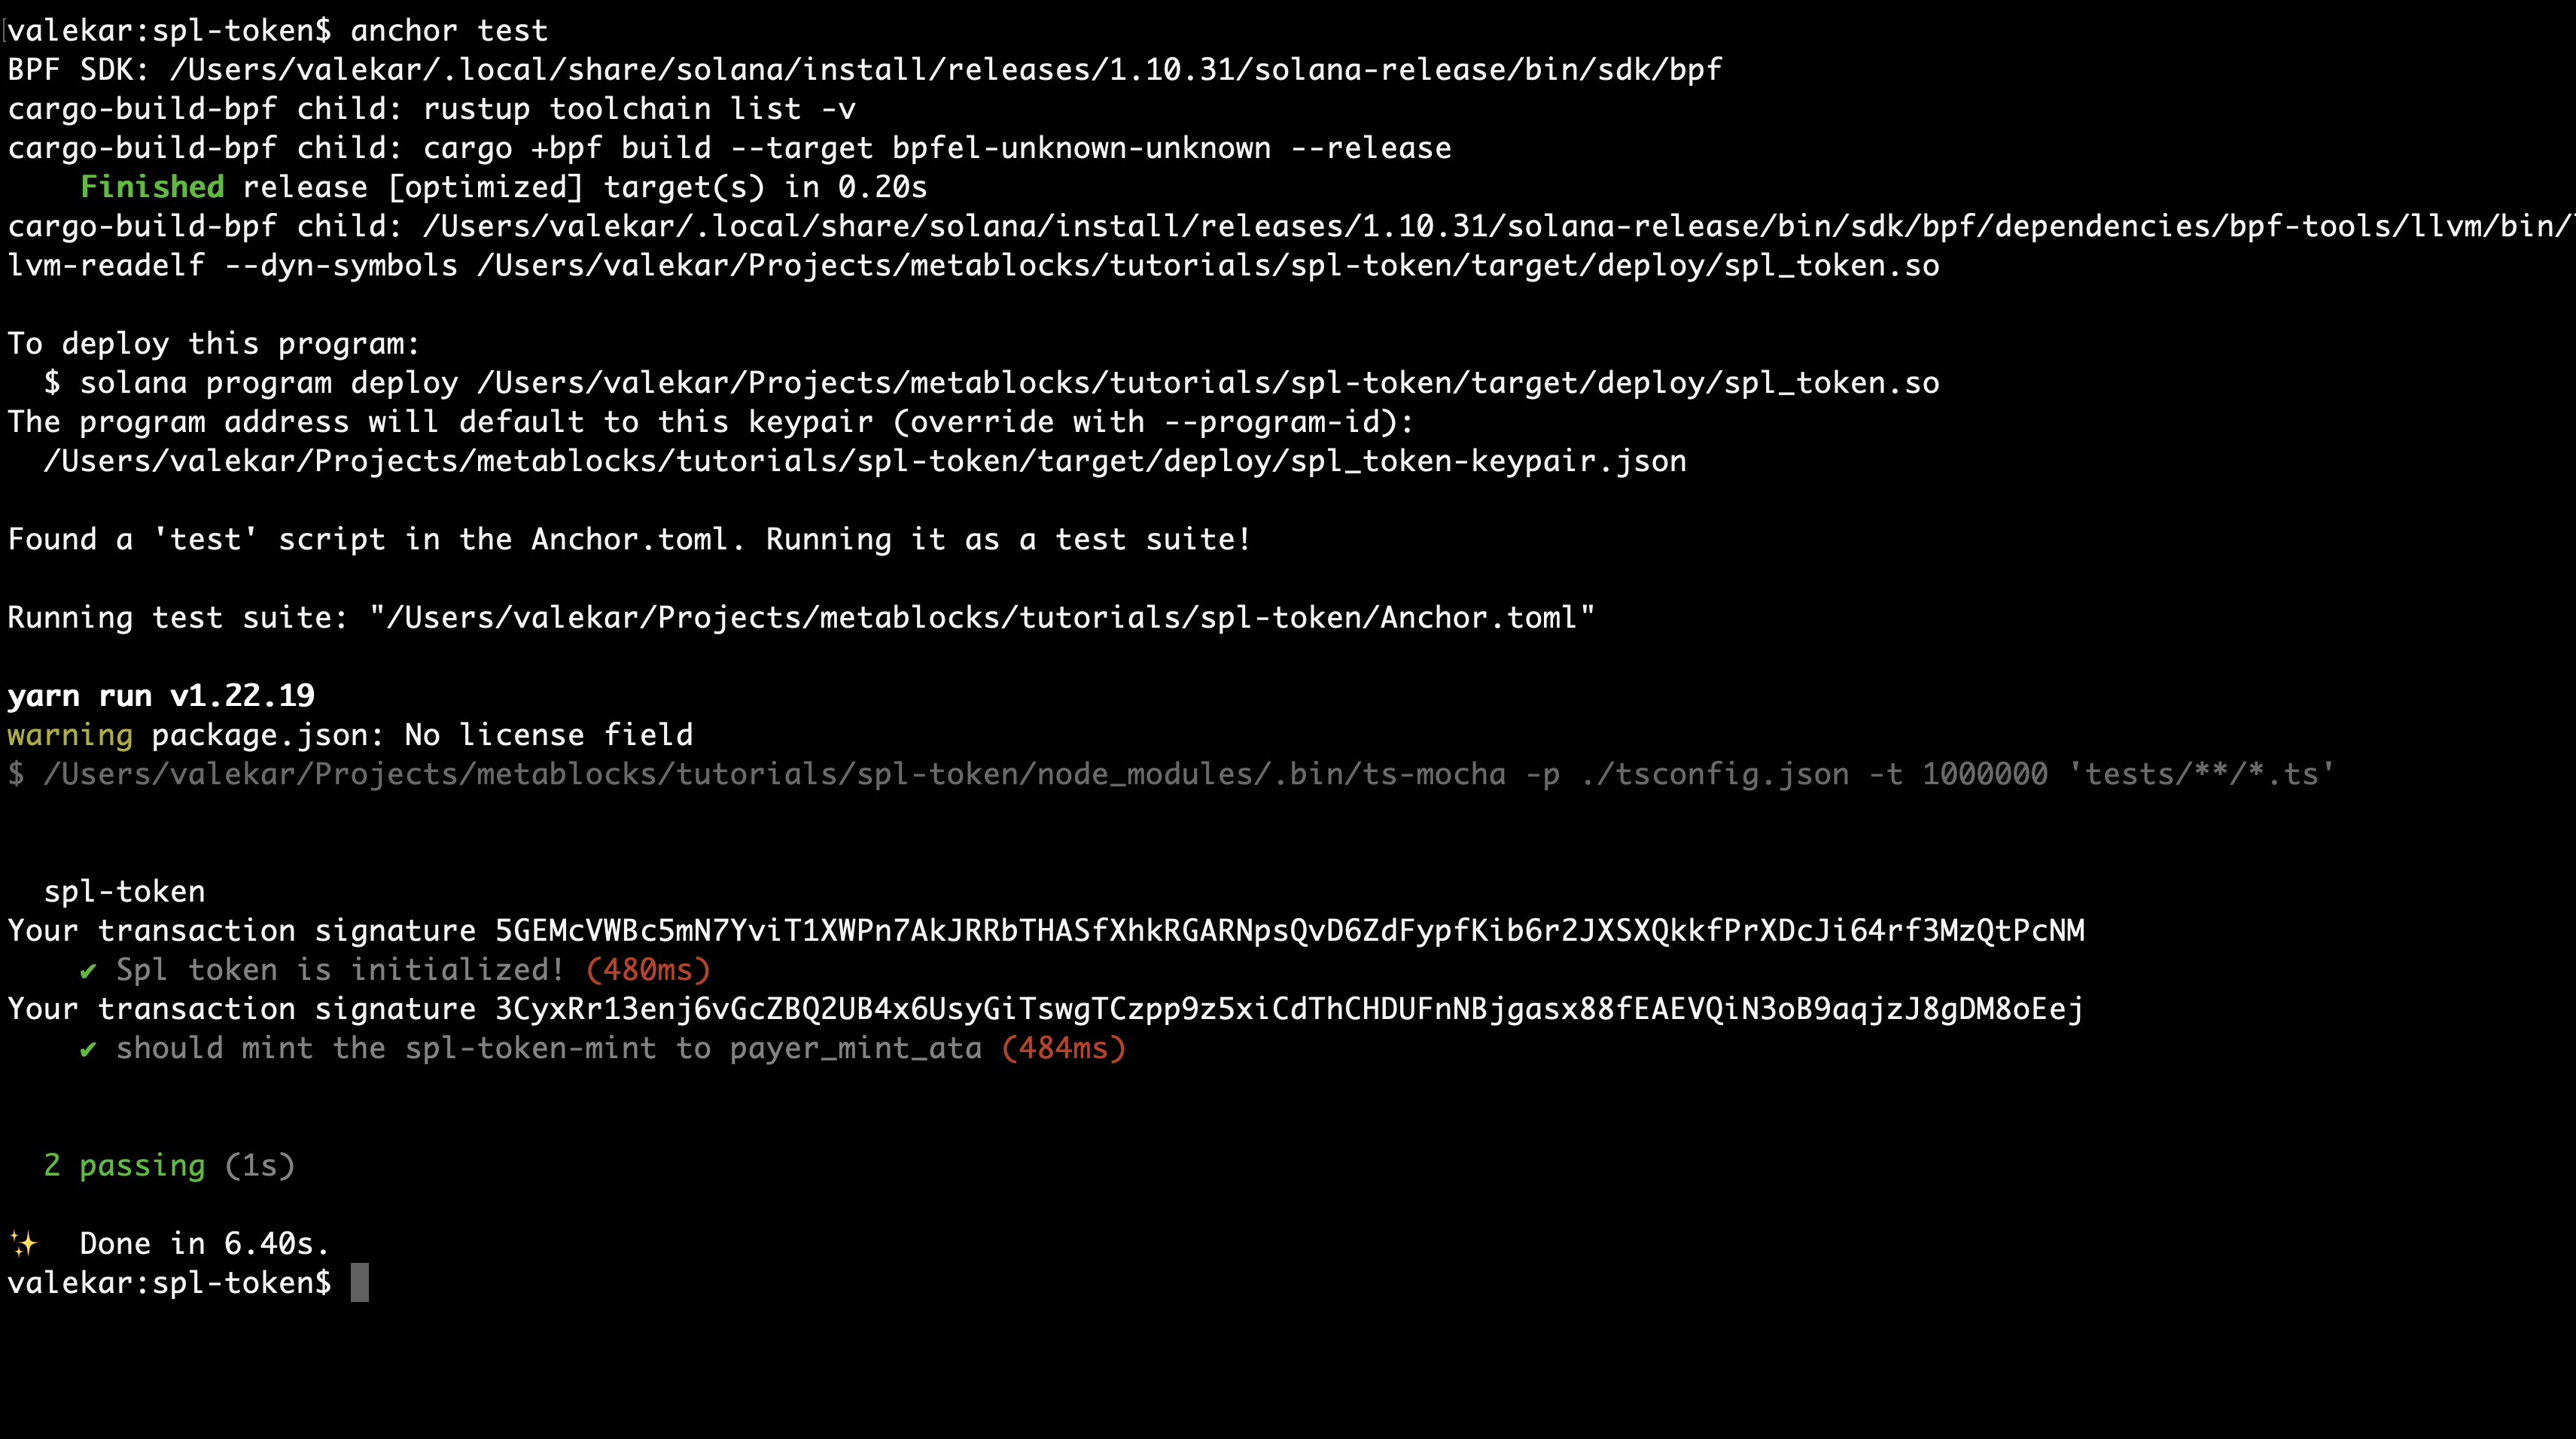 valekar:spl-token$ anchor test
BPF SDK: /Users/valekar/.local/share/solana/install/releases/1.10.31/solana-release/bin/sdk/bpf
cargo-build-bpf child: rustup toolchain list -v
cargo-build-bpf child: cargo +bpf build --target bpfel-unknown-unknown --release
    Finished release [optimized] target(s) in 0.20s
cargo-build-bpf child: /Users/valekar/.local/share/solana/install/releases/1.10.31/solana-release/bin/sdk/bpf/dependencies/bpf-tools/llvm/bin/l
lvm-readelf --dyn-symbols /Users/valekar/Projects/metablocks/tutorials/spl-token/target/deploy/spl_token.so
To deploy this program:
  $ solana program deploy /Users/valekar/Projects/metablocks/tutorials/spl-token/target/deploy/spl_token.so
The program address will default to this keypair (override with --program-id):
  /Users/valekar/Projects/metablocks/tutorials/spl-token/target/deploy/spl_token-keypair.json
Found a 'test' script in the Anchor.toml. Running it as a test suite!
Running test suite: "/Users/valekar/Projects/metablocks/tutorials/spl-token/Anchor.toml"
yarn run v1.22.19
warning package.json: No license field
$ /Users/valekar/Projects/metablocks/tutorials/spl-token/node_modules/.bin/ts-mocha -p ./tsconfig.json -t 1000000 'tests/**/*.ts'
  spl-token
Your transaction signature 5GEMcVWBc5mN7YviT1XWPn7AkJRRbTHASfXhkRGARNpsQvD6ZdFypfKib6r2JXSXQkkfPrXDcJi64rf3MzQtPcNM
    ✔ Spl token is initialized! (480ms)
Your transaction signature 3CyxRr13enj6vGcZBQ2UB4x6UsyGiTswgTCzpp9z5xiCdThCHDUFnNBjgasx88fEAEVQiN3oB9aqjzJ8gDM8oEej
    ✔ should mint the spl-token-mint to payer_mint_ata (484ms)
  2 passing (1s)
✨  Done in 6.40s.
valekar:spl-token$